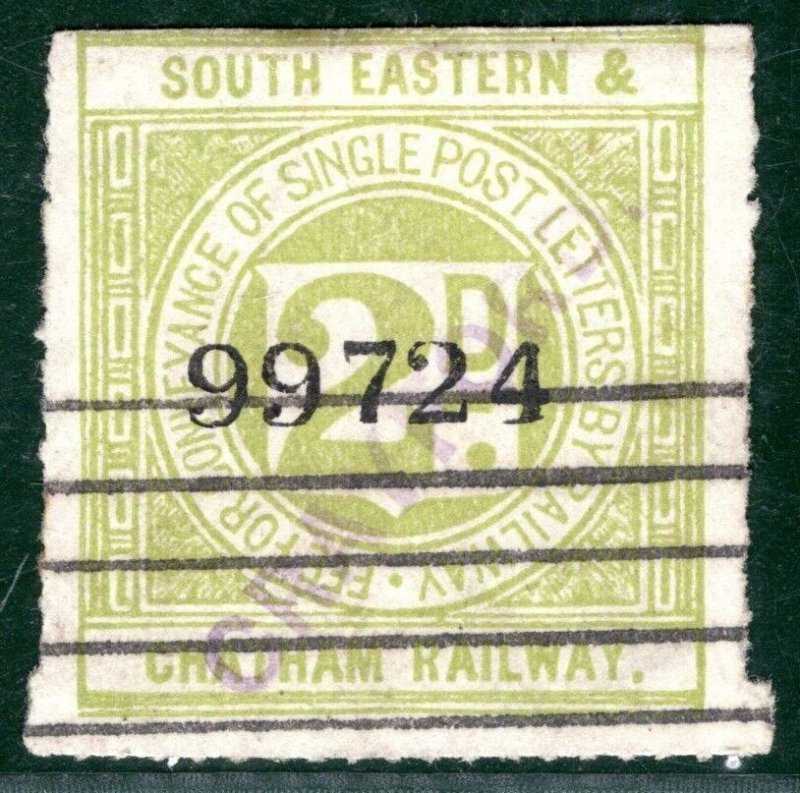 SOUTH EASTERN &
FEE FOR CONVEYANCE OF SINGLE POST LETTERS BY RAILWAY •
2D.
99724
CHATHAM RAILWAY.